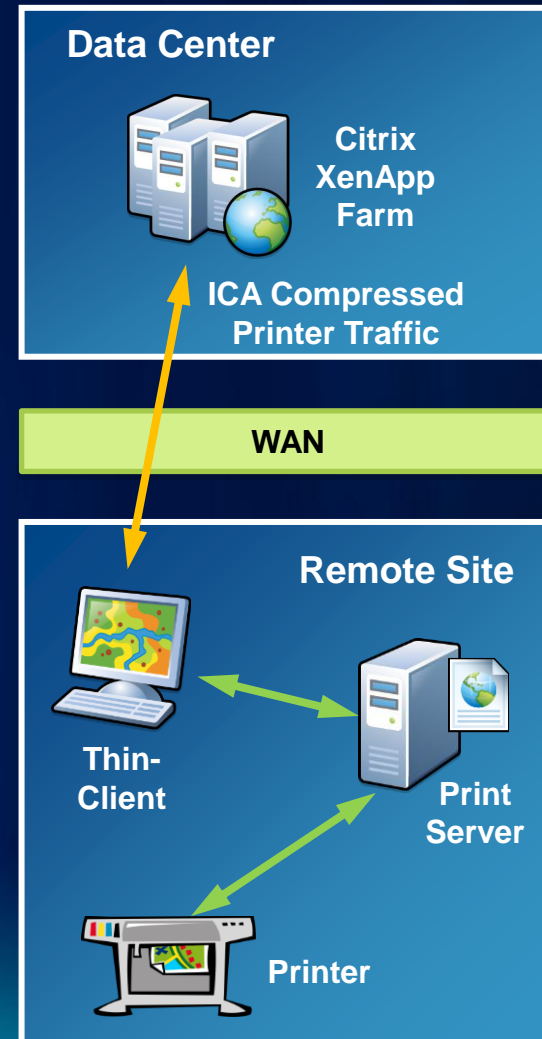 Data Center
Citrix
XenApp
Farm
ICA Compressed
Printer Traffic
WAN
Remote Site
Thin-
Client
Print
Server
Printer